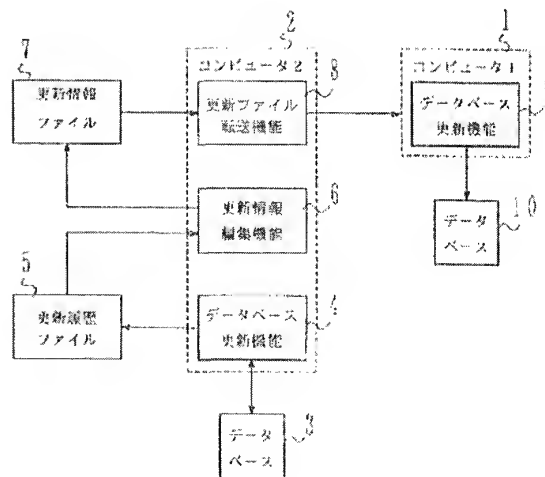 7
2
1
コンピュータ2
コンピュータ1
更新情報
ファイル
8
更新ファイル
転送機能
データベース
更新機能
更新情報
編集機能
6
データ
ベース
10
5
更新履歴
ファイル
データベース
更新機能
4
データ
ベース
3